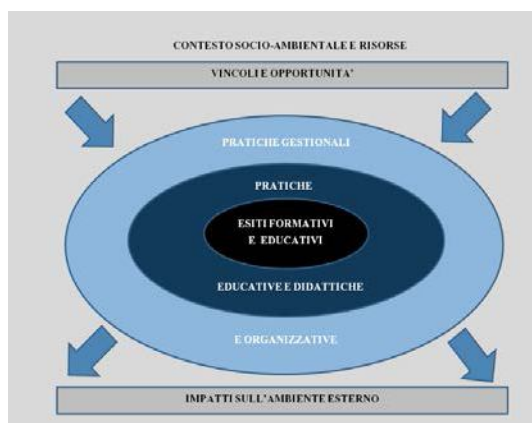 CONTESTO SOCIO-AMBIENTALE E RISORSE
VINCOLI E OPPORTUNITA'
PRATICHE GESTIONALI
PRATICHE
ESITI FORMATIVI
E EDUCATIVI
EDUCATIVE E DIDATTICHE
E ORGANIZZATIVE
IMPATTI SULL'AMBIENTE ESTERNO